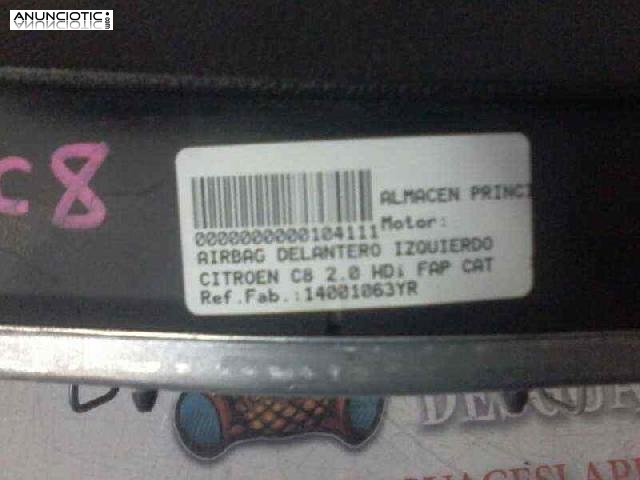 ANUNCIOTIC.com
C8
ALMACEN PRINCI
Motor:
0000000000104111
AIRBAG DELANTERO IZQUIERDO
CITROEN C8 2.0 HDi FAP CAT
Ref.Fab.:14001063YR